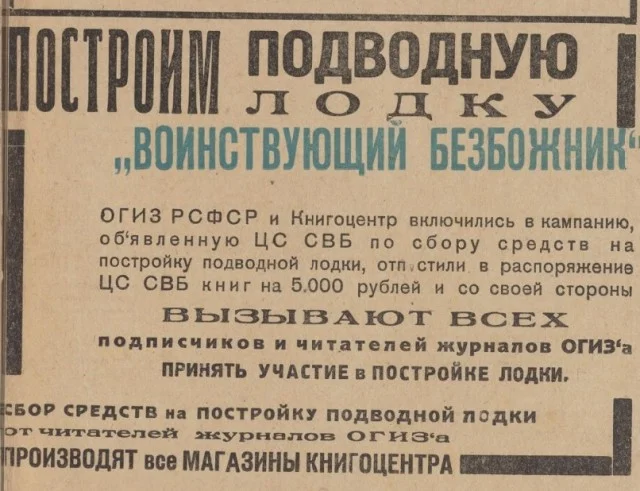 ПОСТРОИМ ПОДВОДНУЮ
ЛОДКУ
„ВОИНСТВУЮЩИЙ БЕЗБОЖНИК“
ОГИЗ РСФСР и Книгоцентр включились в кампанию,
об‘явленную ЦС СВБ по сбору средств на
постройку подводной лодки, отп стили в распоряжение
ЦС СВБ книг на 5.000 рублей и со своей стороны
ВЫЗЫВАЮТ ВСЕХ
подписчиков и читателей журналов ОГИЗ‘а
ПРИНЯТЬ УЧАСТИЕ в ПОСТРОЙКЕ ЛОДКИ.
СБОР СРЕДСТВ на ПОСТРОЙКУ ПОДВОДНОЙ ЛОДКИ
от читателей журналов ОГИЗ‘а
ПРОИЗВОДЯТ все МАГАЗИНЫ КНИГОЦЕНТРА